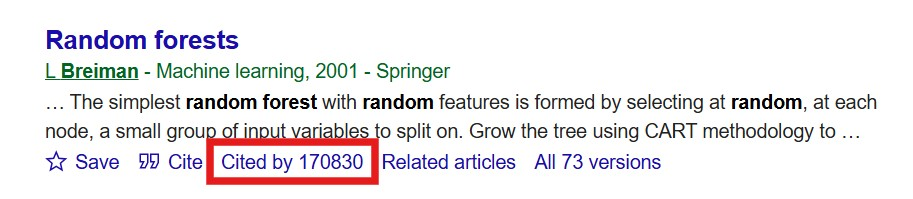 Random forests
L Breiman - Machine learning, 2001 - Springer
… The simplest random forest with random features is formed by selecting at random, at each
node, a small group of input variables to split on. Grow the tree using CART methodology to …
Save Cite Cited by 170830 Related articles All 73 versions